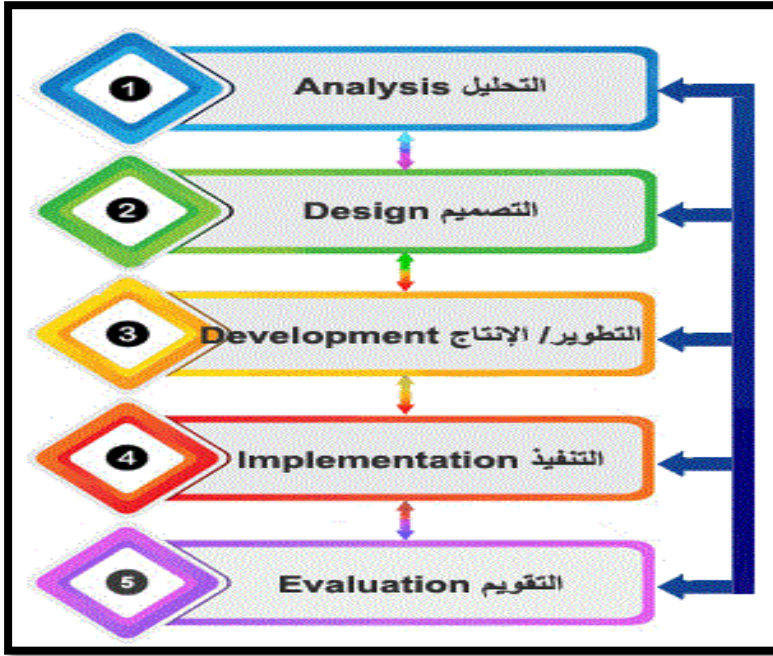 1
التحليل Analysis
2
التصميم Design
3
التطوير/ الإنتاج Development
4
التنفيذ Implementation
5
التقويم Evaluation